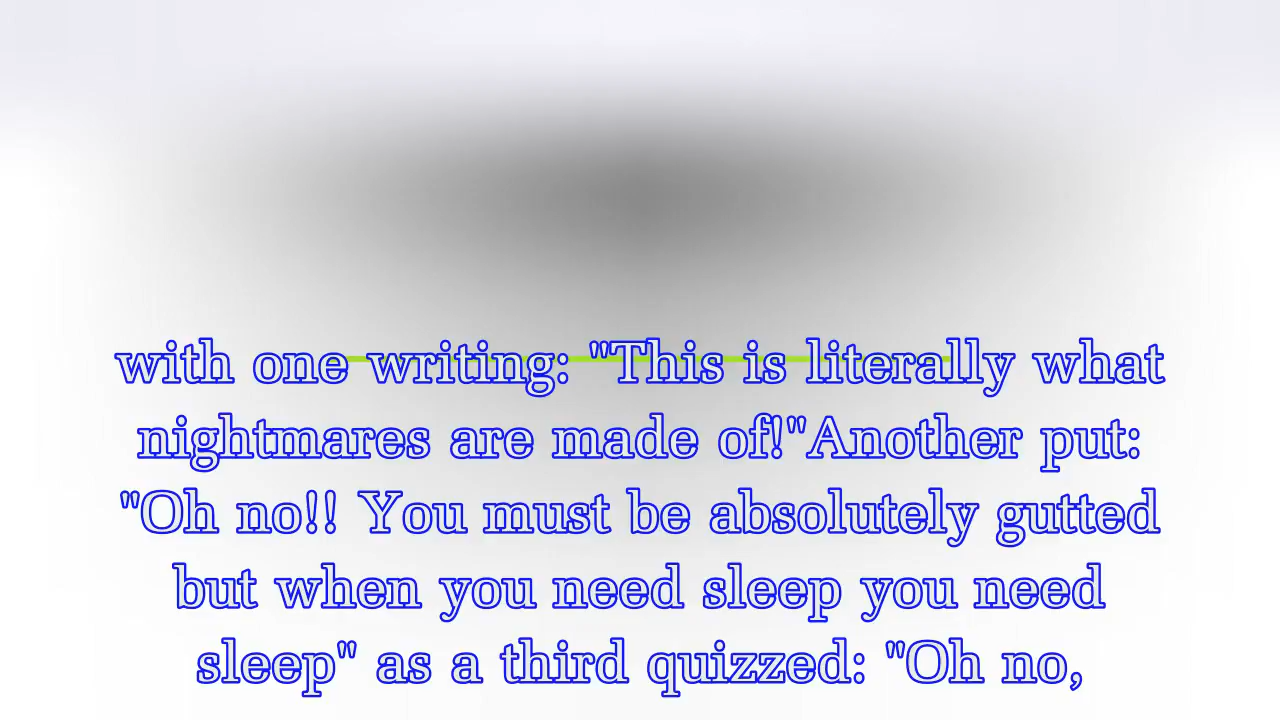 with one writing: "This is literally what
nightmares are made of!"Another put:
"Oh no!! You must be absolutely gutted
but when you need sleep you need
sleep" as a third quizzed: "Oh no,